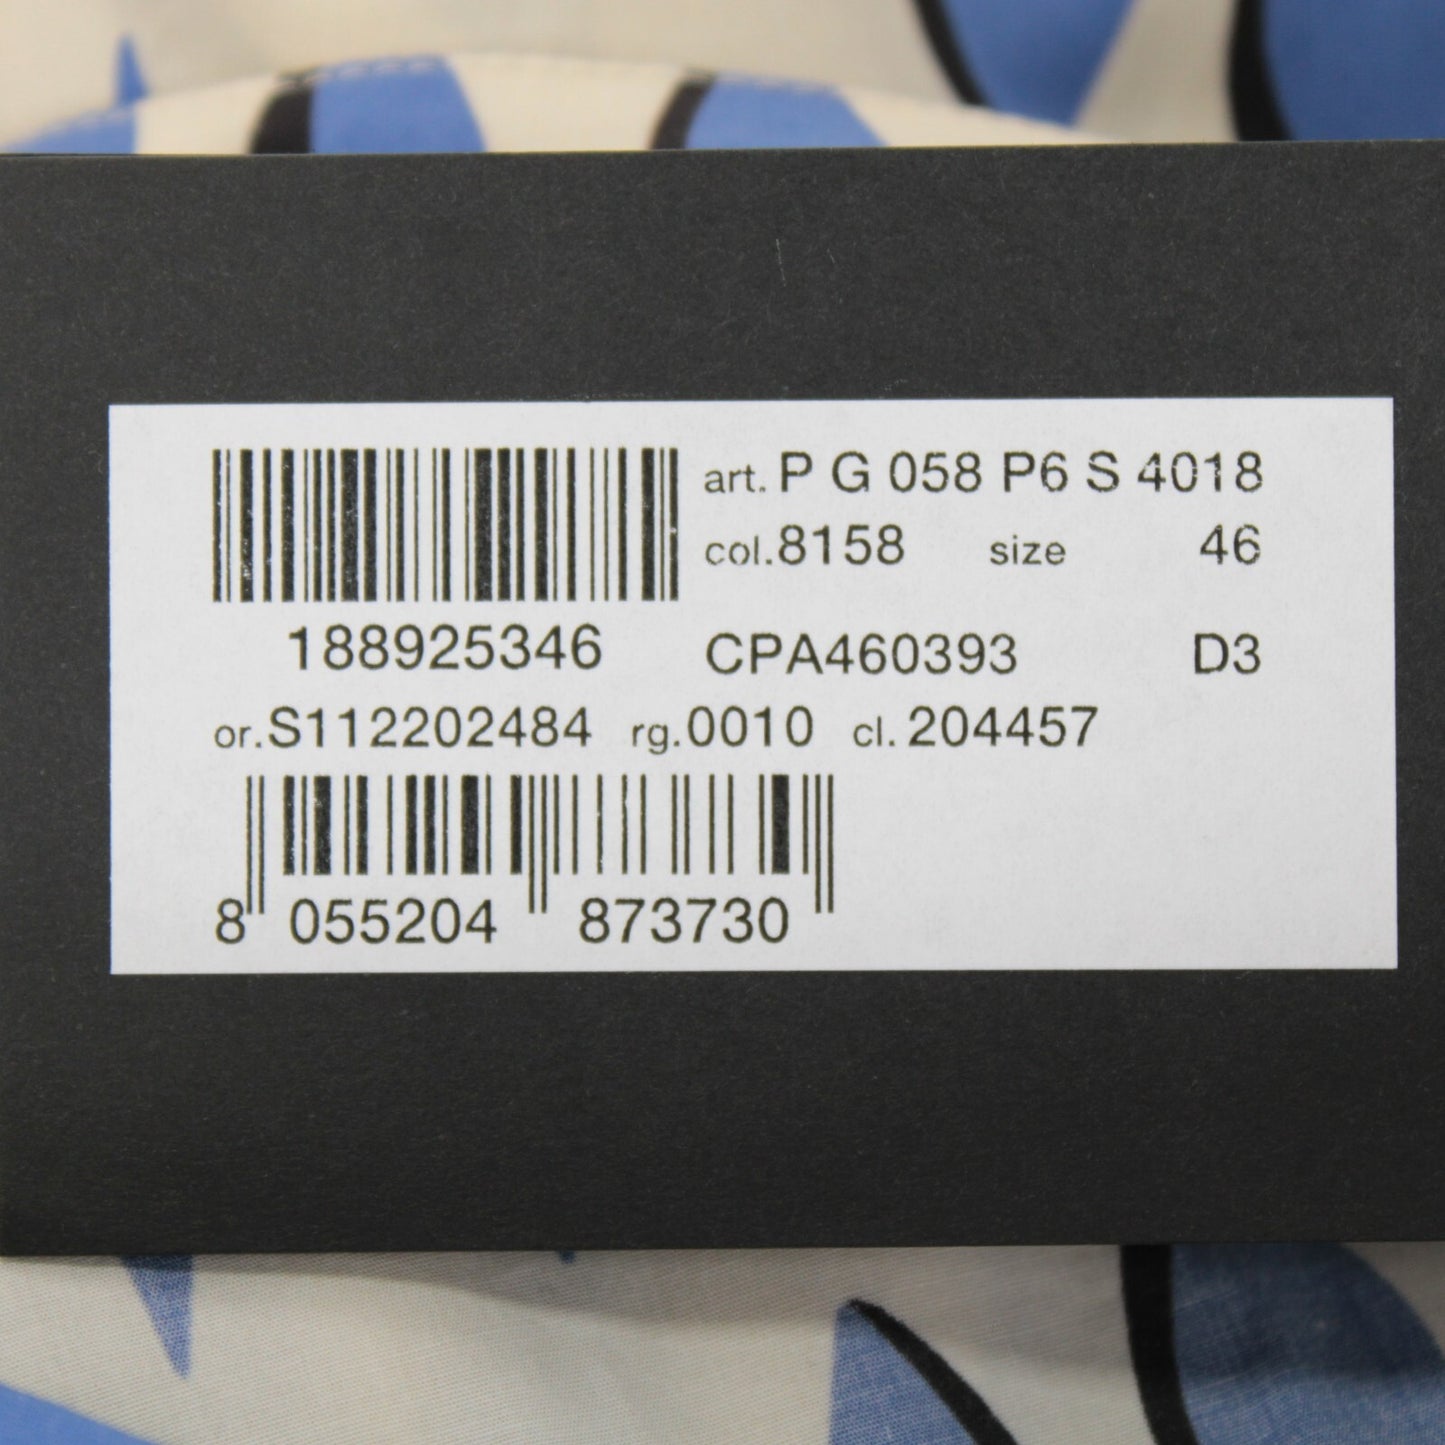 art. P G 058 P6 S 4018
col.8158 size 46
188925346 CPA460393 D3
or.S112202484 rg.0010 cl. 204457
8 055204 873730